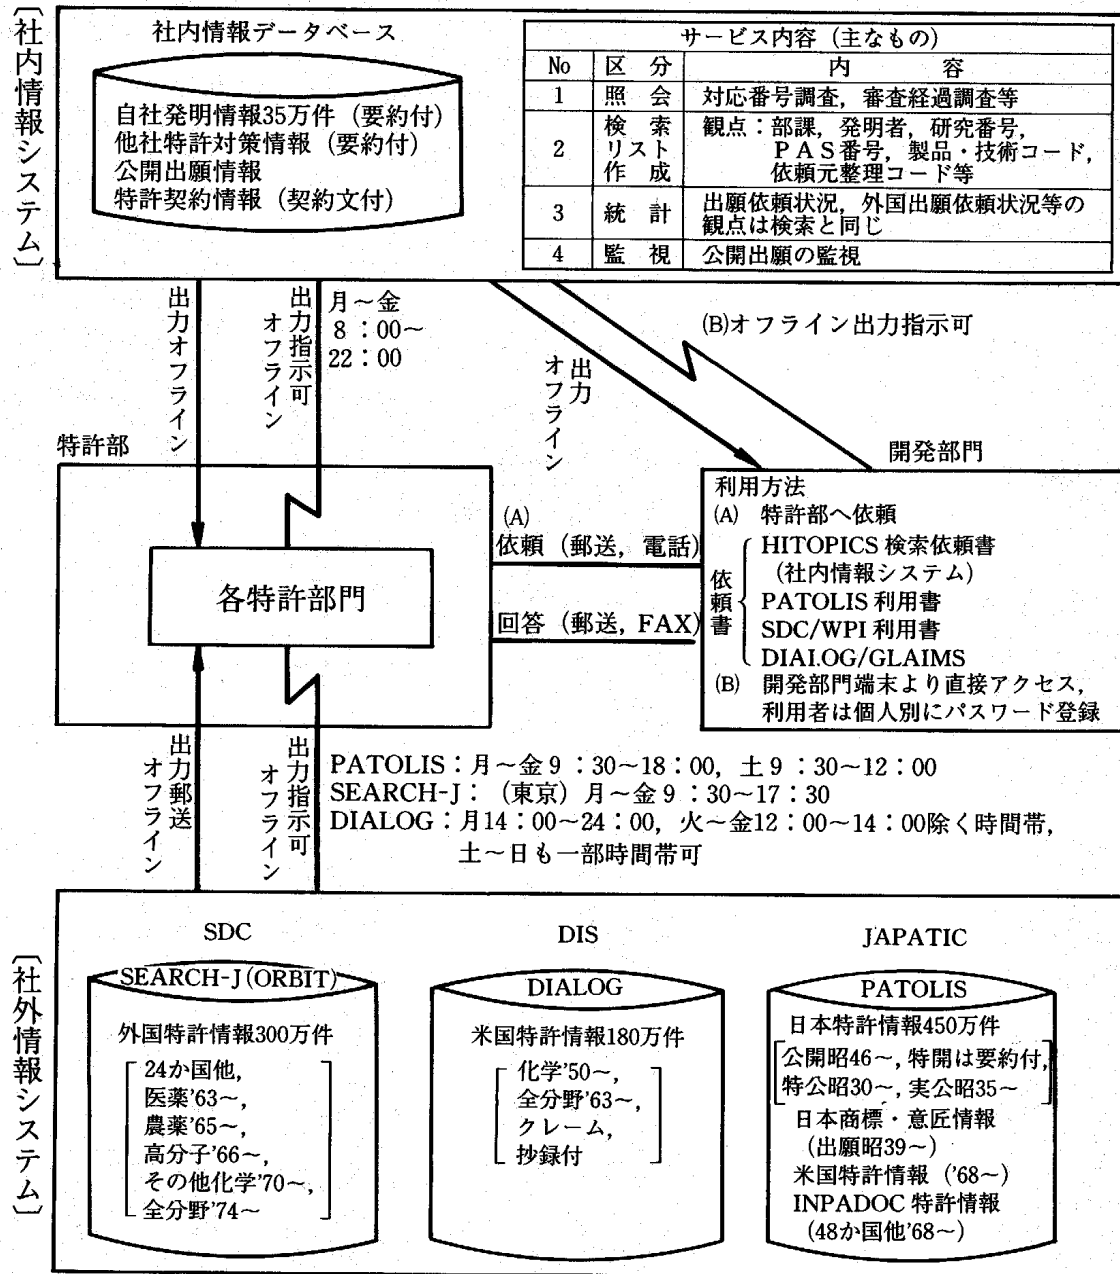 〔社内情報システム〕
社内情報データベース
自社発明情報35万件（要約付）
他社特許対策情報（要約付）
公開出願情報
特許契約情報（契約文付）
サービス内容（主なもの）
No 区　分 内　　容
1 照　会 対応番号調査，審査経過調査等
2 検　索 リスト 作　成 観点：部課，発明者，研究番号，
ＰＡＳ番号，製品・技術コード，
依頼元整理コード等
3 統　計 出願依頼状況，外国出願依頼状況等の
観点は検索と同じ
4 監　視 公開出願の監視
出力オフライン
出力指示可
オフライン
月～金
8：00～
22：00
出力
オフライン
(B)オフライン出力指示可
特許部
各特許部門
(A)
依頼（郵送，電話）
回答（郵送，FAX）
開発部門
利用方法
(A)　特許部へ依頼
依頼書
HITOPICS 検索依頼書
（社内情報システム）
PATOLIS 利用書
SDC/WPI 利用書
DIALOG/GLAIMS
(B)　開発部門端末より直接アクセス，
利用者は個人別にパスワード登録
出力郵送
オフライン
出力指示可
オフライン
PATOLIS：月～金9：30～18：00，土9：30～12：00
SEARCH-J：（東京）月～金9：30～17：30
DIALOG：月14：00～24：00，火～金12：00～14：00除く時間帯，
土～日も一部時間帯可
〔社外情報システム〕
SDC
SEARCH-J(ORBIT)
外国特許情報300万件
24か国他，
医薬'63～，
農薬'65～，
高分子'66～，
その他化学'70～，
全分野'74～
DIS
DIALOG
米国特許情報180万件
化学'50～，
全分野'63～，
クレーム，
抄録付
JAPATIC
PATOLIS
日本特許情報450万件
公開昭46～，特開は要約付，
特公昭30～，実公昭35～
日本商標・意匠情報
（出願昭39～）
米国特許情報（'68～）
INPADOC 特許情報
（48か国他'68～）